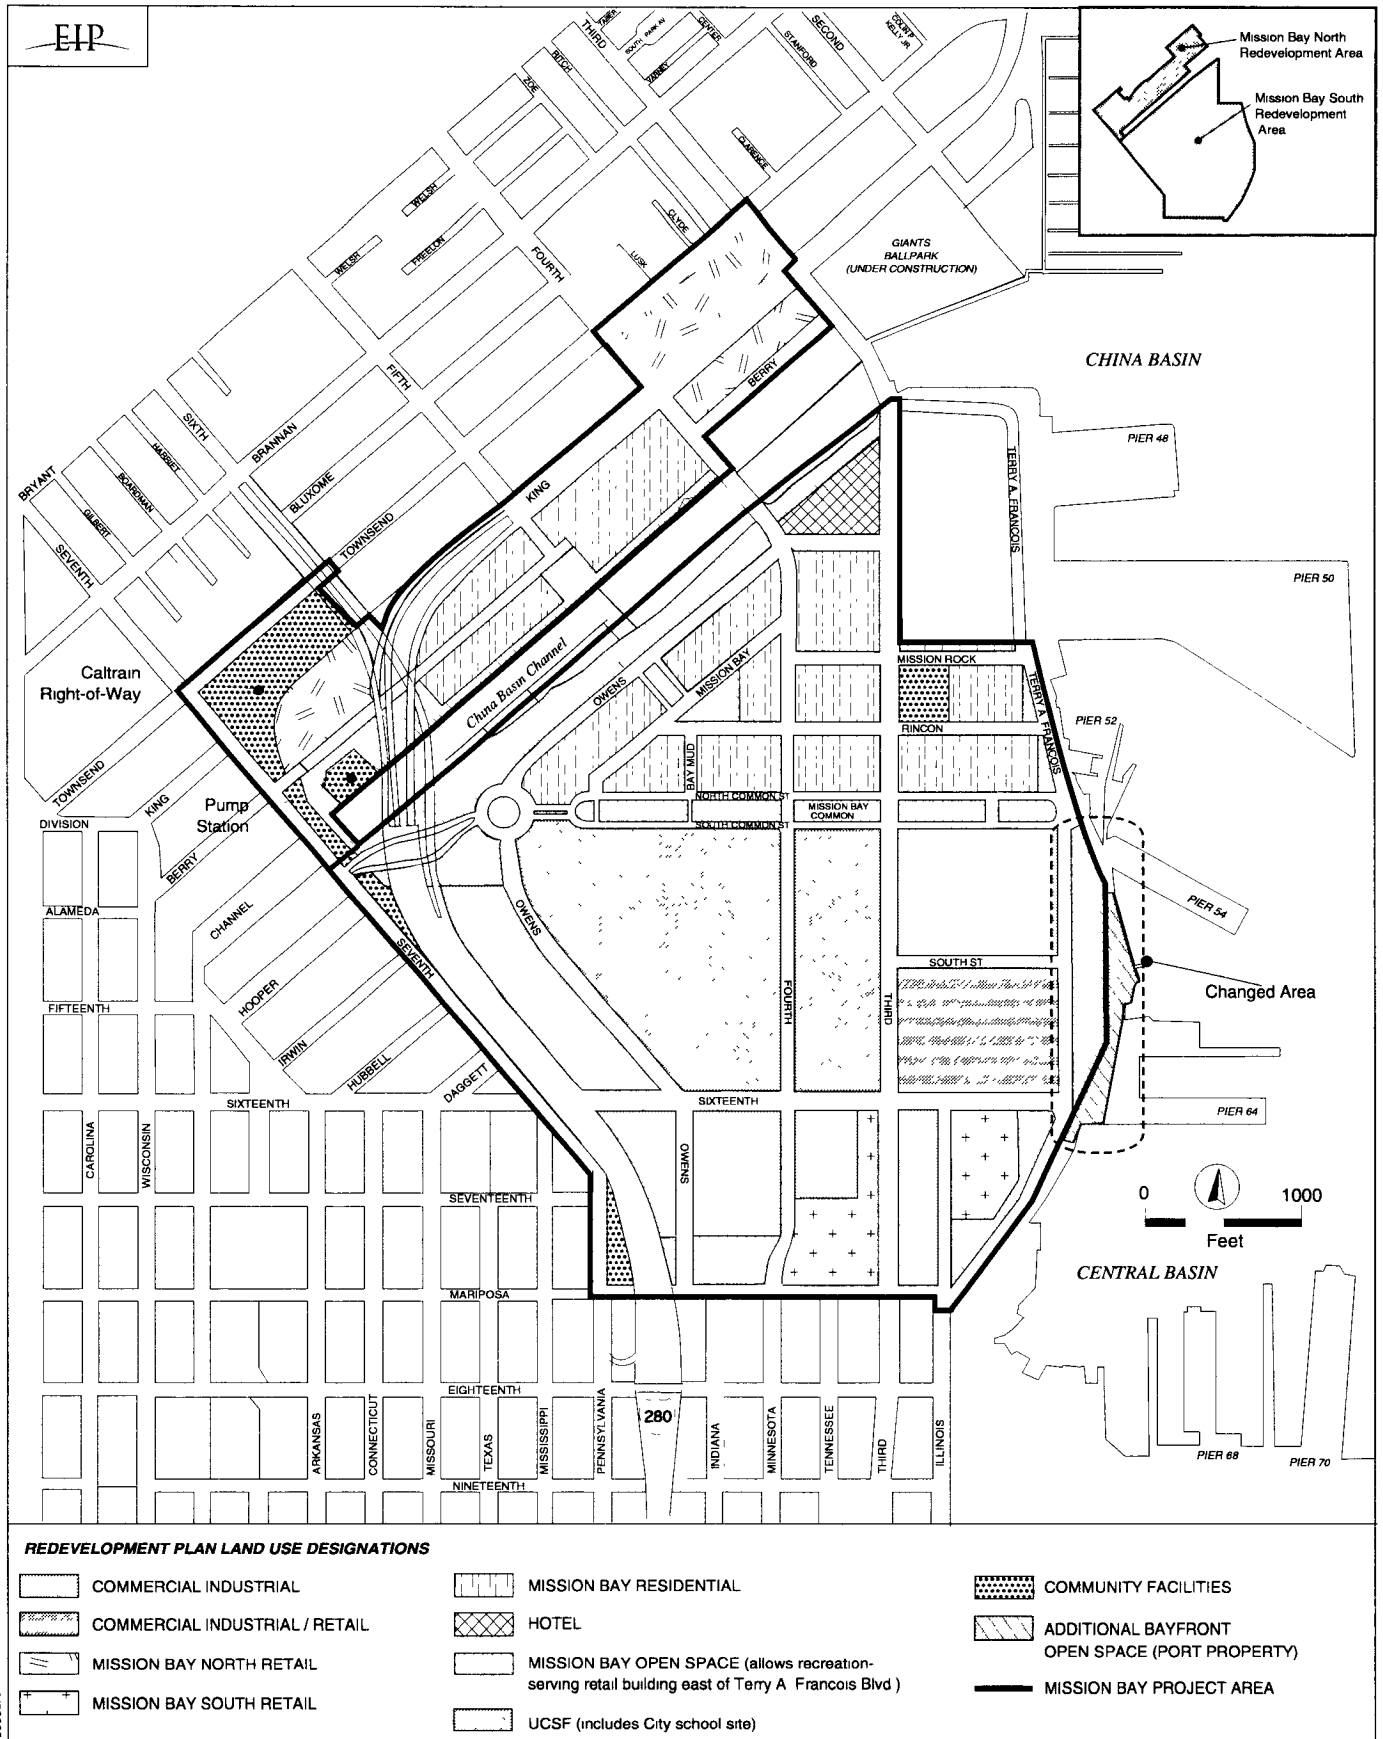 EIP
Mission Bay North
Redevelopment Area
Mission Bay South
Redevelopment
Area
TABER
SOUTH PARK AV
CENTER
VARNEY
THIRD
RITCH
ZOE
SECOND
STANFORD
COLIN P
KELLY JR
CLARENCE
CLYDE
LUSK
WELSH
FREELON
WELSH
FOURTH
FIFTH
SIXTH
BRANNAN
BLUXOME
TOWNSEND
KING
BERRY
HARRIET
BOARDMAN
GILBERT
BRYANT
SEVENTH
GIANTS
BALLPARK
(UNDER CONSTRUCTION)
CHINA BASIN
PIER 48
TERRY A. FRANCOIS
PIER 50
Caltrain
Right-of-Way
China Basin Channel
OWENS
MISSION BAY
MISSION ROCK
TERRY A FRANCOIS
RINCON
PIER 52
BAY MUD
NORTH COMMON ST
MISSION BAY
COMMON
SOUTH COMMON ST
TOWNSEND
KING
Pump
Station
DIVISION
BERRY
ALAMEDA
CHANNEL
HOOPER
FIFTEENTH
IRWIN
HUBBELL
DAGGETT
SEVENTH
OWENS
FOURTH
THIRD
SOUTH ST
PIER 54
Changed Area
SIXTEENTH
SIXTEENTH
PIER 64
CAROLINA
WISCONSIN
OWENS
SEVENTEENTH
0 1000
Feet
CENTRAL BASIN
MARIPOSA
EIGHTEENTH
280
ARKANSAS
CONNECTICUT
MISSOURI
TEXAS
MISSISSIPPI
PENNSYLVANIA
INDIANA
MINNESOTA
TENNESSEE
THIRD
ILLINOIS
PIER 68
PIER 70
NINETEENTH
REDEVELOPMENT PLAN LAND USE DESIGNATIONS
COMMERCIAL INDUSTRIAL
COMMERCIAL INDUSTRIAL / RETAIL
MISSION BAY NORTH RETAIL
MISSION BAY SOUTH RETAIL
MISSION BAY RESIDENTIAL
HOTEL
MISSION BAY OPEN SPACE (allows recreation-
serving retail building east of Terry A Francois Blvd )
UCSF (includes City school site)
COMMUNITY FACILITIES
ADDITIONAL BAYFRONT
OPEN SPACE (PORT PROPERTY)
MISSION BAY PROJECT AREA